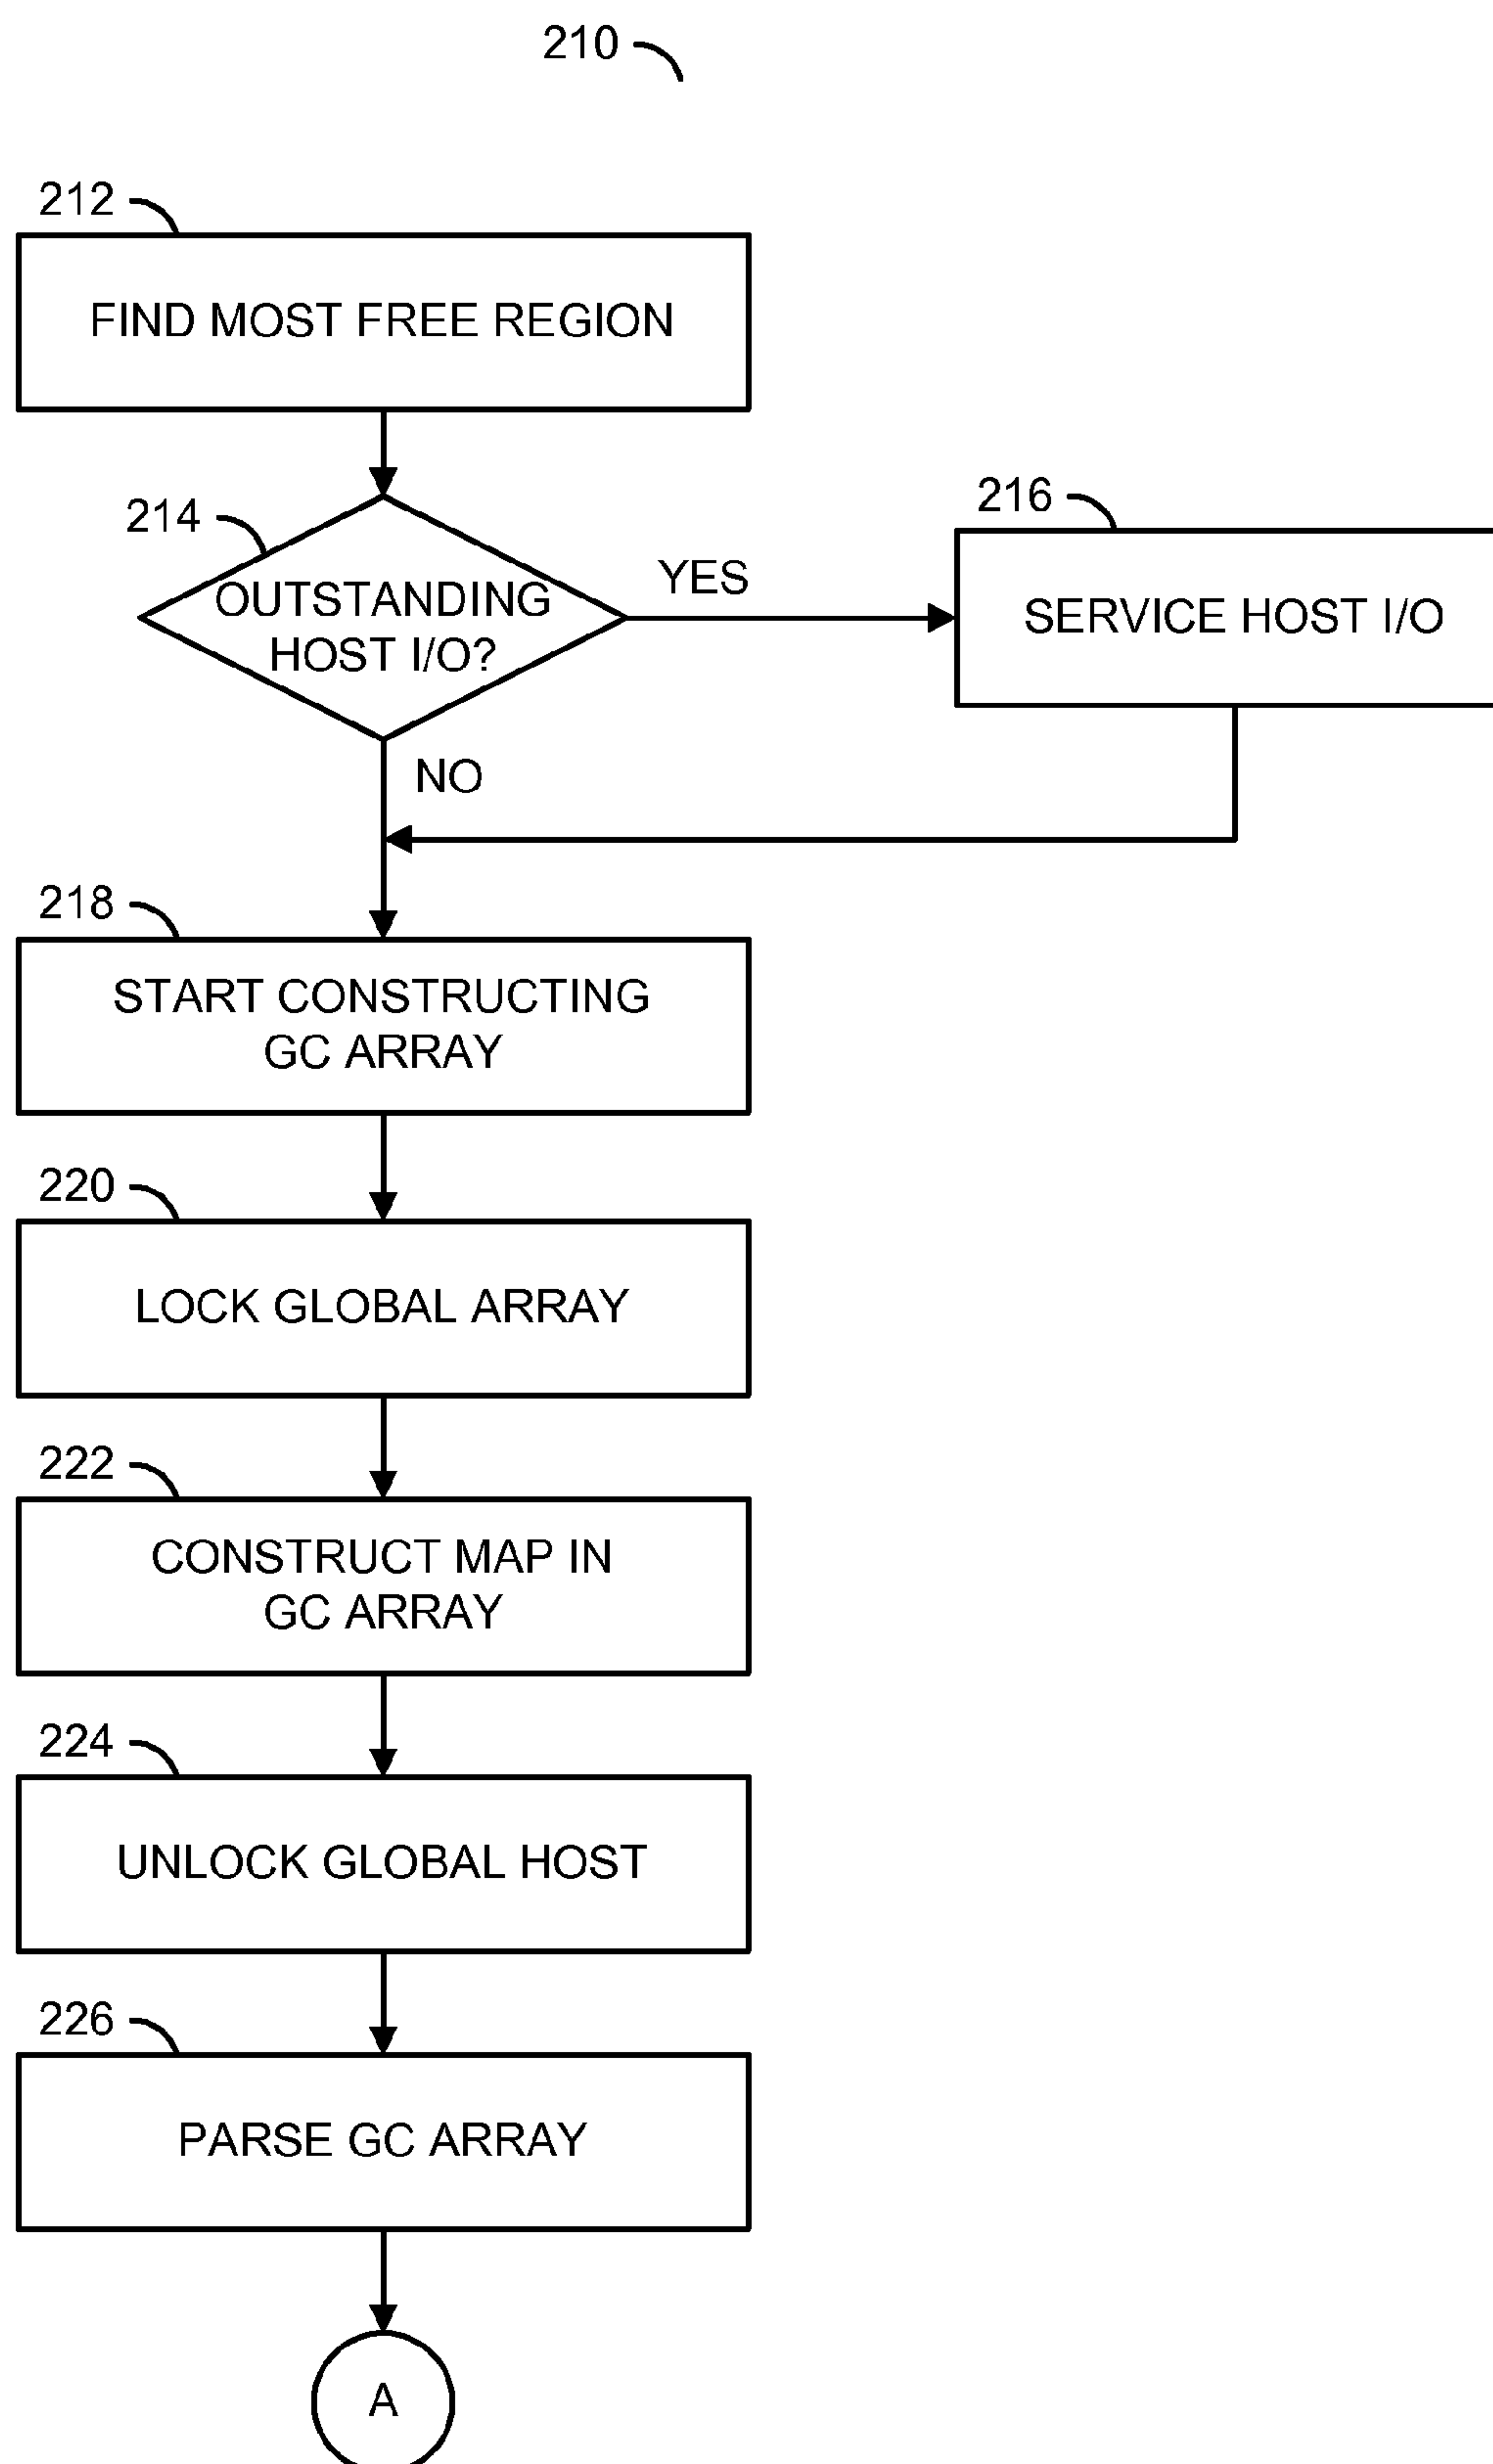 210
212
FIND MOST FREE REGION
214
OUTSTANDING
HOST I/O?
YES
216
SERVICE HOST I/O
NO
218
START CONSTRUCTING
GC ARRAY
220
LOCK GLOBAL ARRAY
222
CONSTRUCT MAP IN
GC ARRAY
224
UNLOCK GLOBAL HOST
226
PARSE GC ARRAY
A